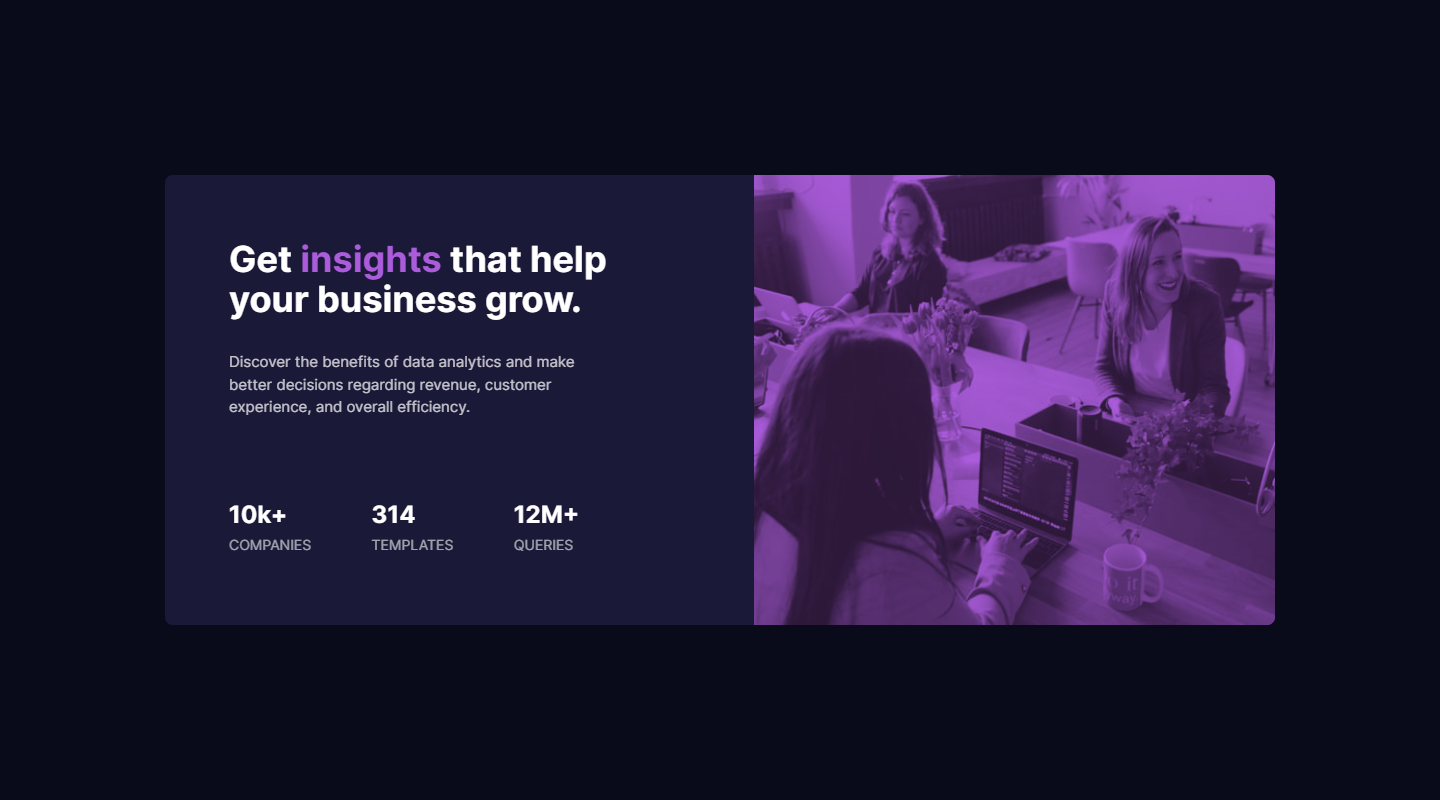 Get insights that help
your business grow.
Discover the benefits of data analytics and make
better decisions regarding revenue, customer
experience, and overall efficiency.
10k+ 314 12M+
COMPANIES TEMPLATES QUERIES